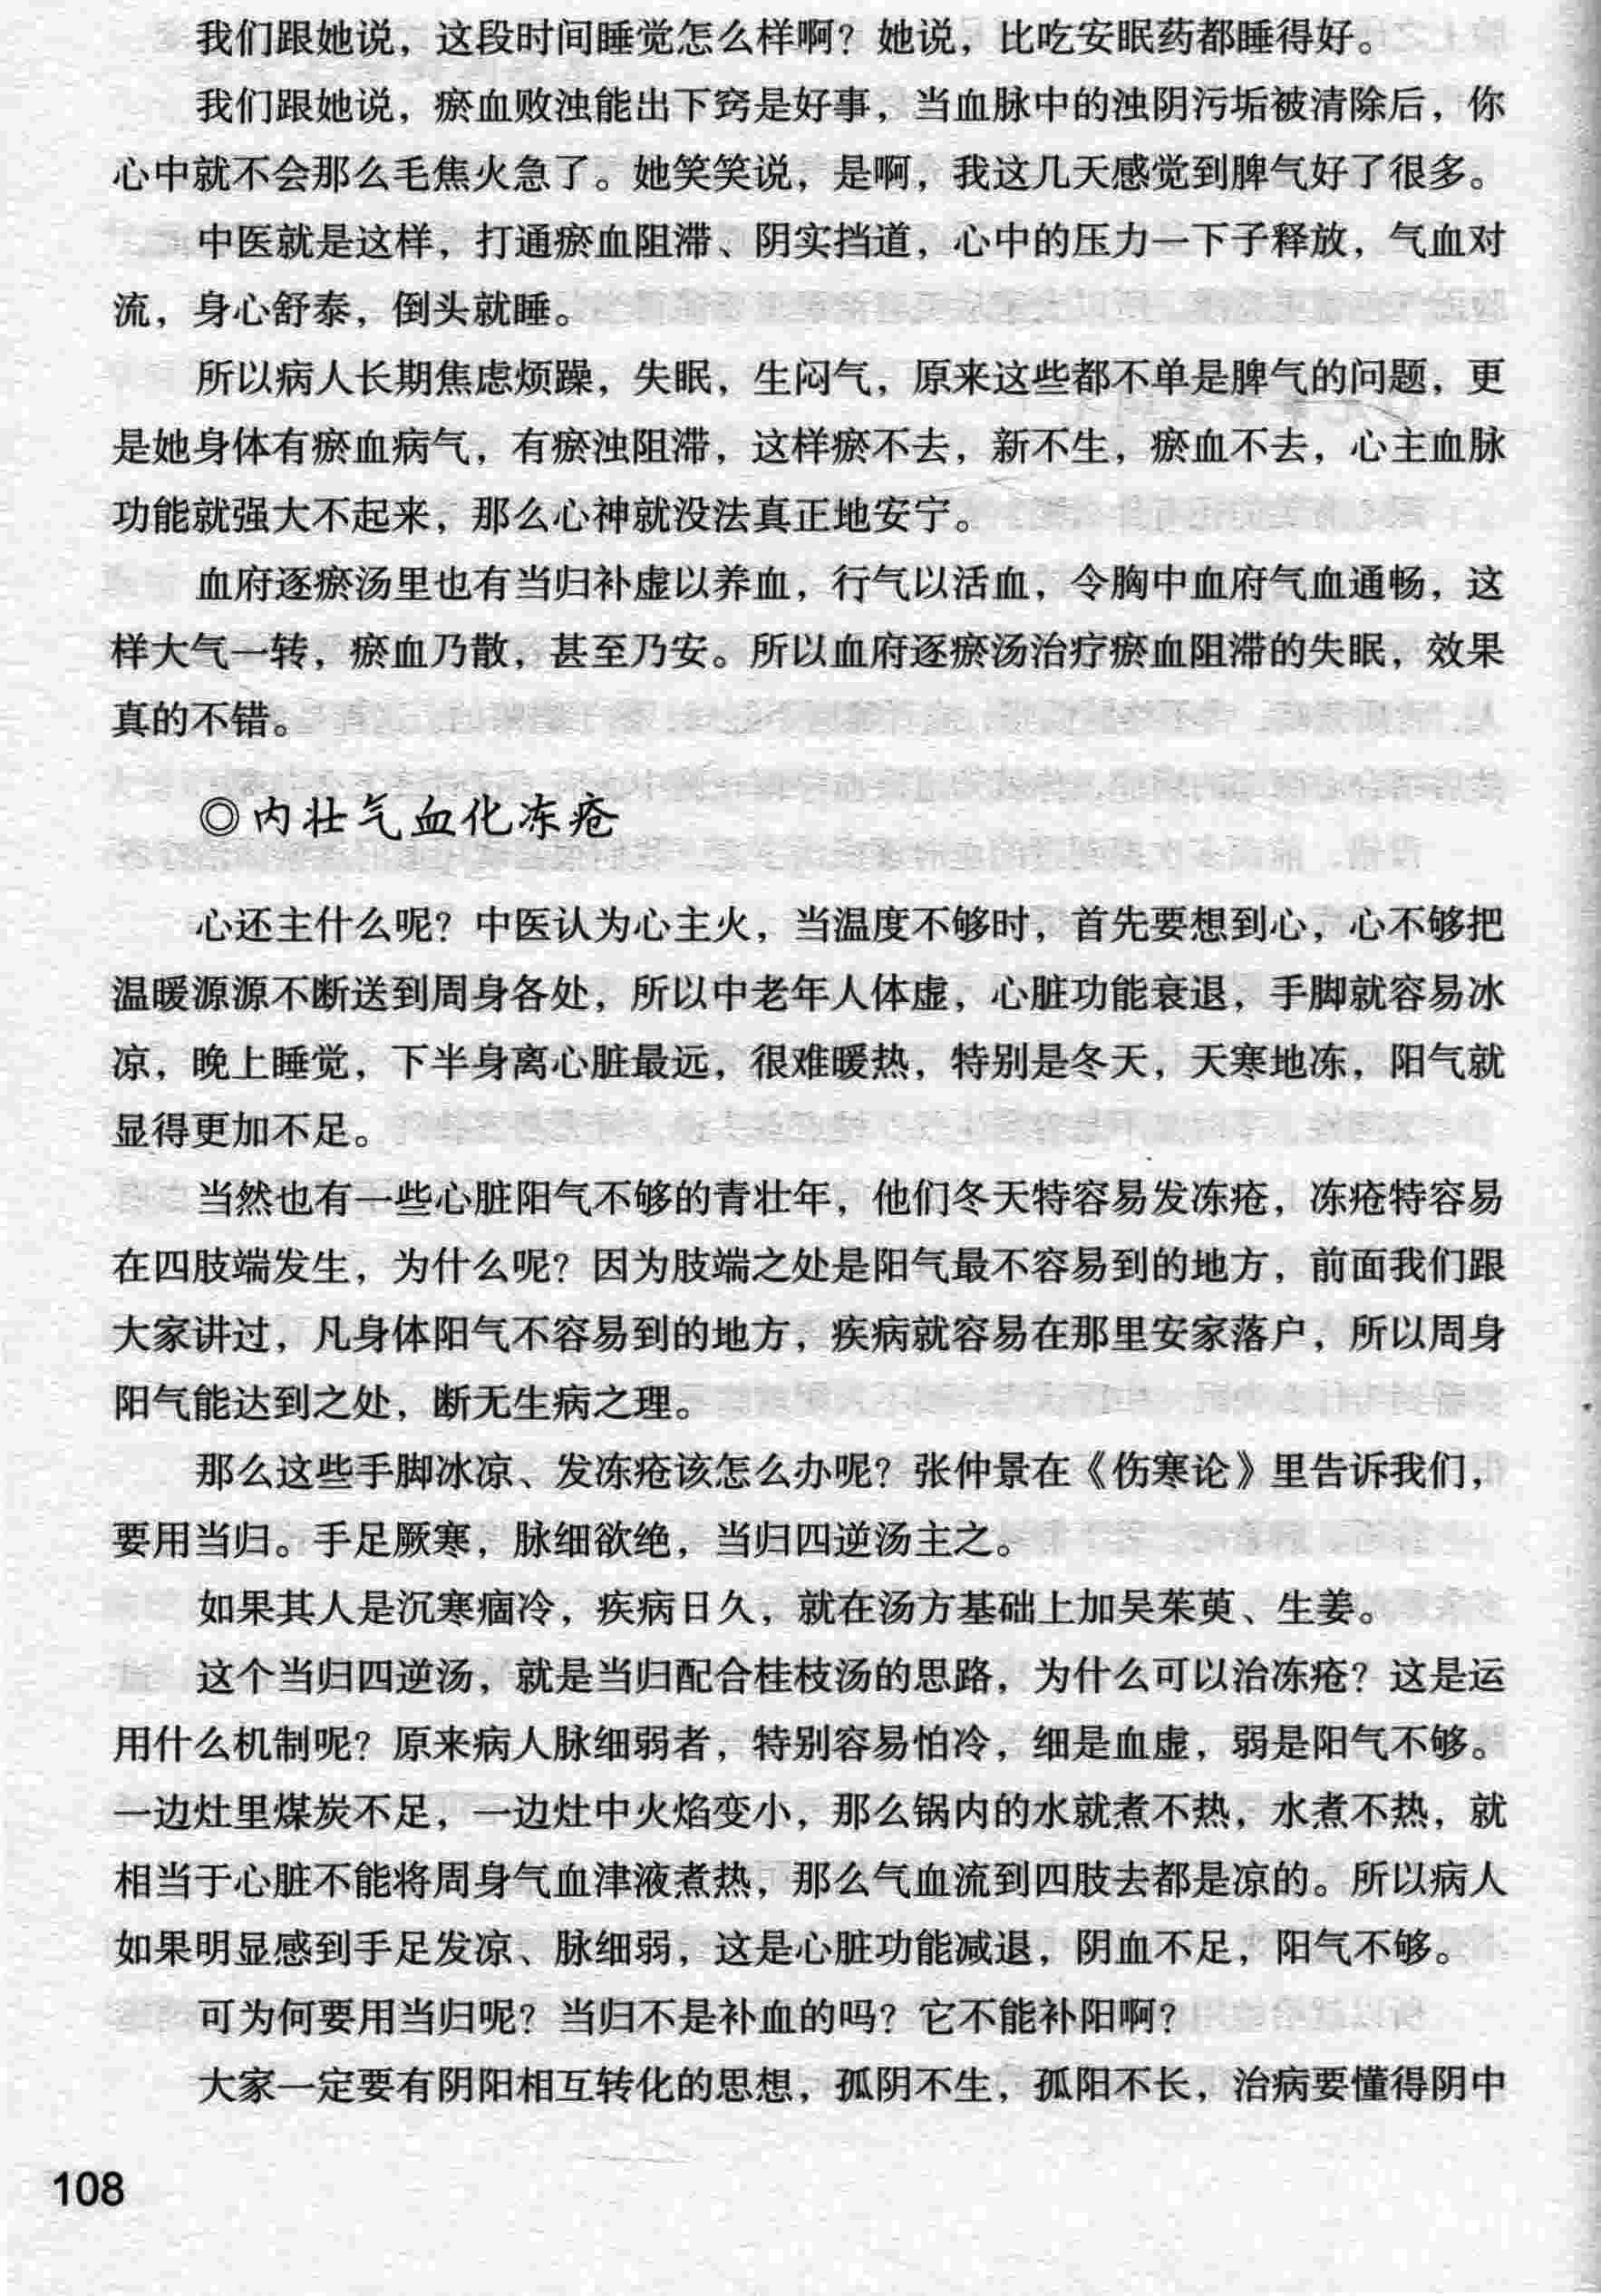 我们跟她说，这段时间睡觉怎么样啊？她说，比吃安眠药都睡得好。
我们跟她说，瘀血败浊能出下窍是好事，当血脉中的浊阴污垢被清除后，你
心中就不会那么毛焦火急了。她笑笑说，是啊，我这几天感觉到脾气好了很多。
中医就是这样，打通瘀血阻滞、阴实挡道，心中的压力一下子释放，气血对
流，身心舒泰，倒头就睡。
所以病人长期焦虑烦躁，失眠，生闷气，原来这些都不单是脾气的问题，更
是她身体有瘀血病气，有瘀浊阻滞，这样瘀不去，新不生，瘀血不去，心主血脉
功能就强大不起来，那么心神就没法真正地安宁。
血府逐瘀汤里也有当归补虚以养血，行气以活血，令胸中血府气血通畅，这
样大气一转，瘀血乃散，甚至乃安。所以血府逐瘀汤治疗瘀血阻滞的失眠，效果
真的不错。
◎内壮气血化冻疮
心还主什么呢？中医认为心主火，当温度不够时，首先要想到心，心不够把
温暖源源不断送到周身各处，所以中老年人体虚，心脏功能衰退，手脚就容易冰
凉，晚上睡觉，下半身离心脏最远，很难暖热，特别是冬天，天寒地冻，阳气就
显得更加不足。
当然也有一些心脏阳气不够的青壮年，他们冬天特容易发冻疮，冻疮特容易
在四肢端发生，为什么呢？因为肢端之处是阳气最不容易到的地方，前面我们跟
大家讲过，凡身体阳气不容易到的地方，疾病就容易在那里安家落户，所以周身
阳气能达到之处，断无生病之理。
那么这些手脚冰凉、发冻疮该怎么办呢？张仲景在《伤寒论》里告诉我们，
要用当归。手足厥寒，脉细欲绝，当归四逆汤主之。
如果其人是沉寒痼冷，疾病日久，就在汤方基础上加吴茱萸、生姜。
这个当归四逆汤，就是当归配合桂枝汤的思路，为什么可以治冻疮？这是运
用什么机制呢？原来病人脉细弱者，特别容易怕冷，细是血虚，弱是阳气不够。
一边灶里煤炭不足，一边灶中火焰变小，那么锅内的水就煮不热，水煮不热，就
相当于心脏不能将周身气血津液煮热，那么气血流到四肢去都是凉的。所以病人
如果明显感到手足发凉、脉细弱，这是心脏功能减退，阴血不足，阳气不够。
可为何要用当归呢？当归不是补血的吗？它不能补阳啊？
大家一定要有阴阳相互转化的思想，孤阴不生，孤阳不长，治病要懂得阴中
108